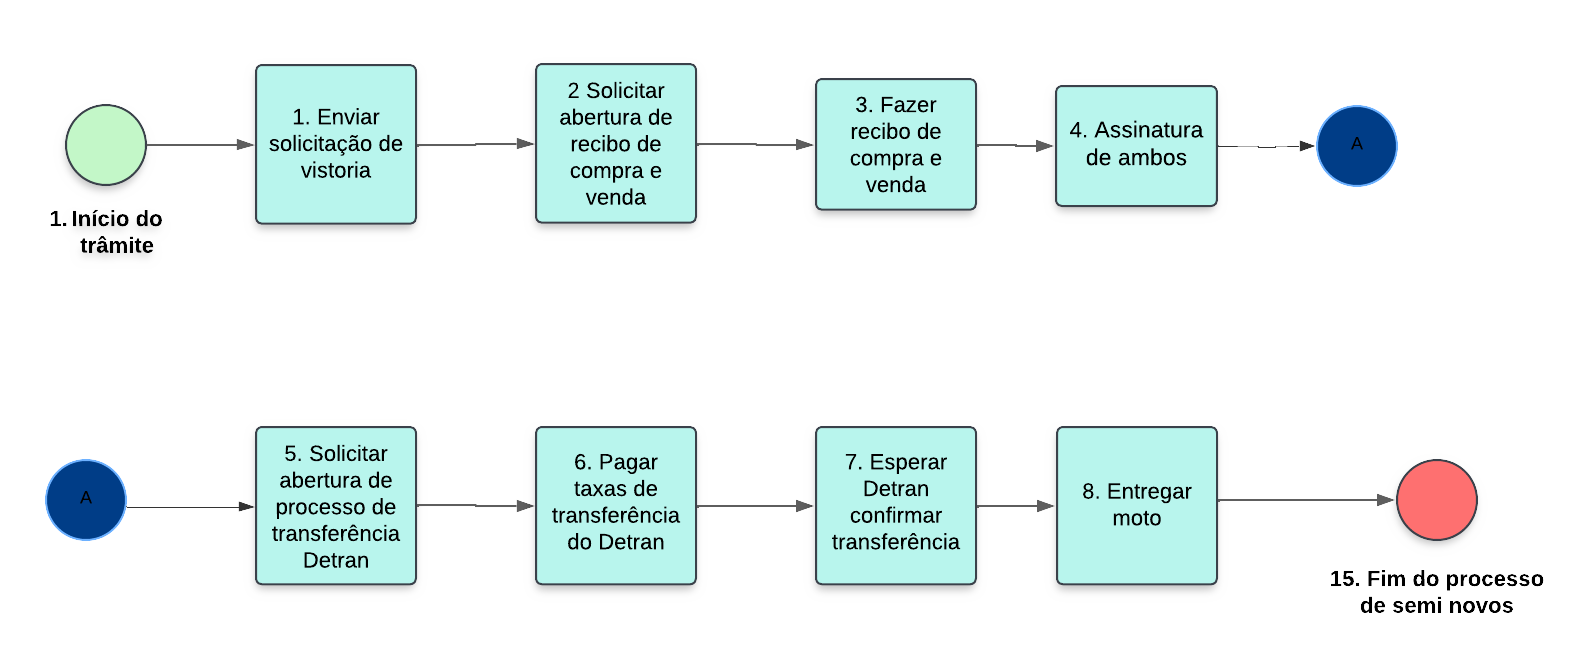 1. Início do
trâmite
1. Enviar
solicitação de
vistoria
2 Solicitar
abertura de
recibo de
compra e
venda
3. Fazer
recibo de
compra e
venda
4. Assinatura
de ambos
A
A
5. Solicitar
abertura de
processo de
transferência
Detran
6. Pagar
taxas de
transferência
do Detran
7. Esperar
Detran
confirmar
transferência
8. Entregar
moto
15. Fim do processo
de semi novos